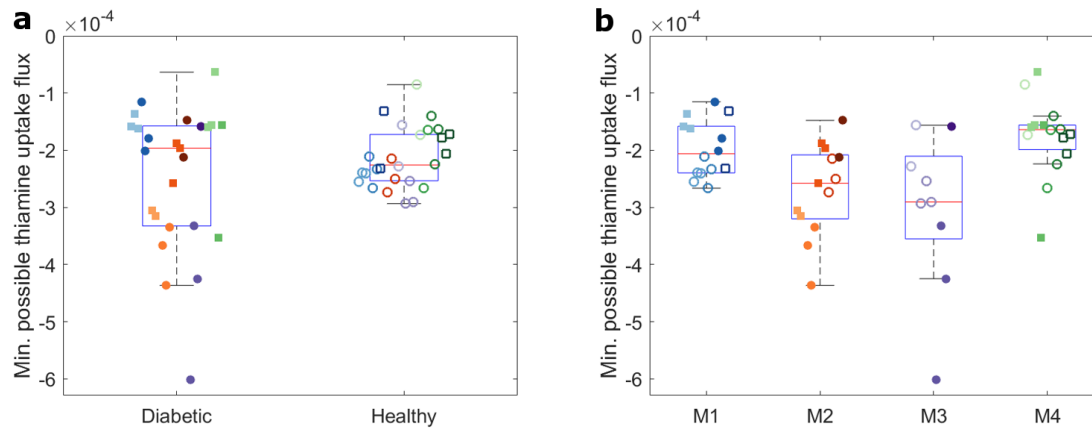 a
×10⁻⁴
Min. possible thiamine uptake flux
0
-1
-2
-3
-4
-5
-6
Diabetic Healthy
b
×10⁻⁴
Min. possible thiamine uptake flux
0
-1
-2
-3
-4
-5
-6
M1 M2 M3 M4